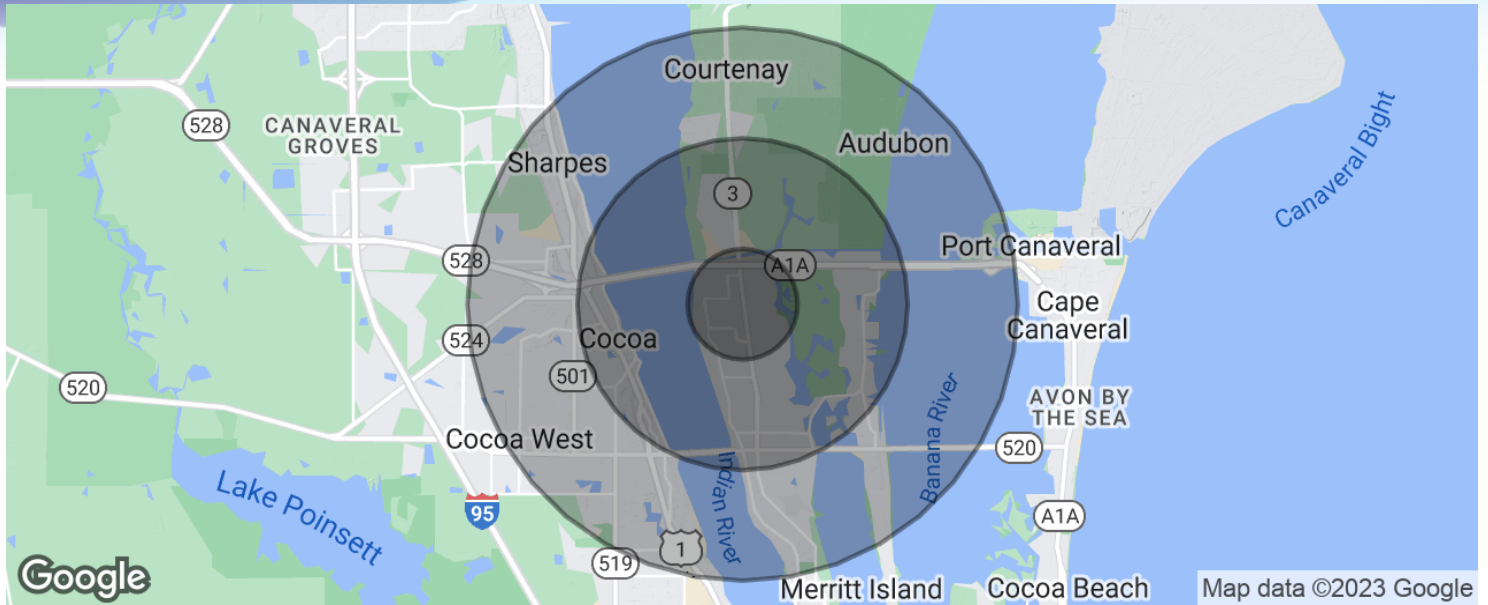 Courtenay
528
CANAVERAL
GROVES
Audubon
Sharpes
3
Canaveral Bight
Port Canaveral
528
A1A
Cape
Canaveral
524
Cocoa
501
520
AVON BY
THE SEA
Cocoa West
520
Banana River
Indian River
Lake Poinsett
95
A1A
1
519
Google
Merritt Island
Cocoa Beach
Map data ©2023 Google